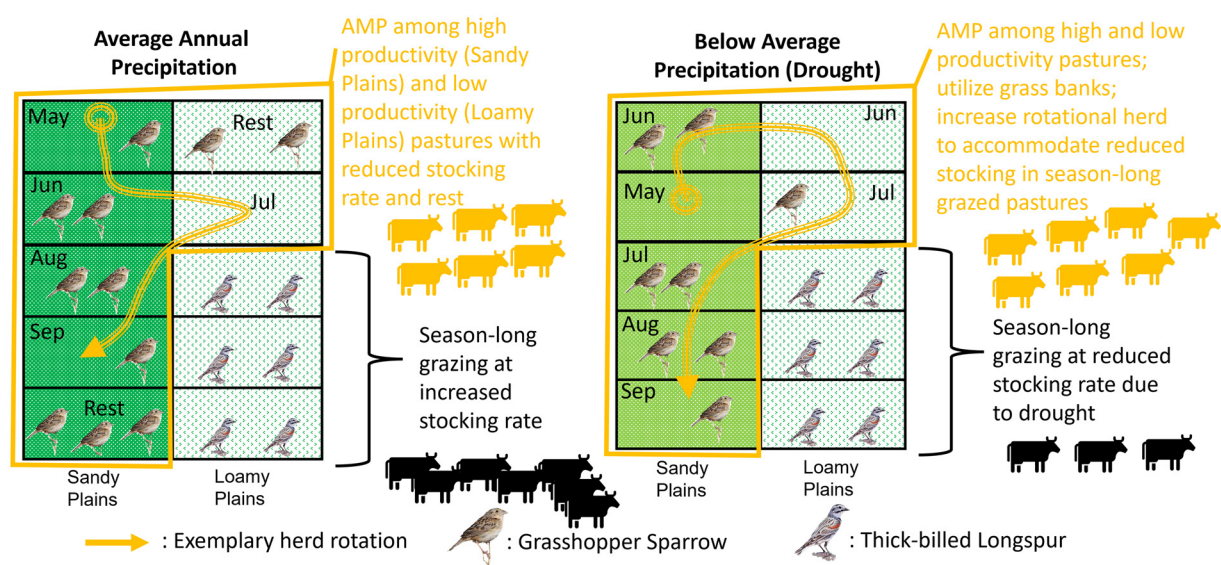 Average Annual
Precipitation
AMP among high
productivity (Sandy
Plains) and low
productivity (Loamy
Plains) pastures with
reduced stocking
rate and rest
May
Rest
Jun
Jul
Aug
Sep
Rest
Season-long
grazing at
increased
stocking rate
Sandy
Plains
Loamy
Plains
Below Average
Precipitation (Drought)
AMP among high and low
productivity pastures;
utilize grass banks;
increase rotational herd
to accommodate reduced
stocking in season-long
grazed pastures
Jun
Jun
May
Jul
Jul
Aug
Sep
Season-long
grazing at reduced
stocking rate due
to drought
Sandy
Plains
Loamy
Plains
: Exemplary herd rotation
: Grasshopper Sparrow
: Thick-billed Longspur